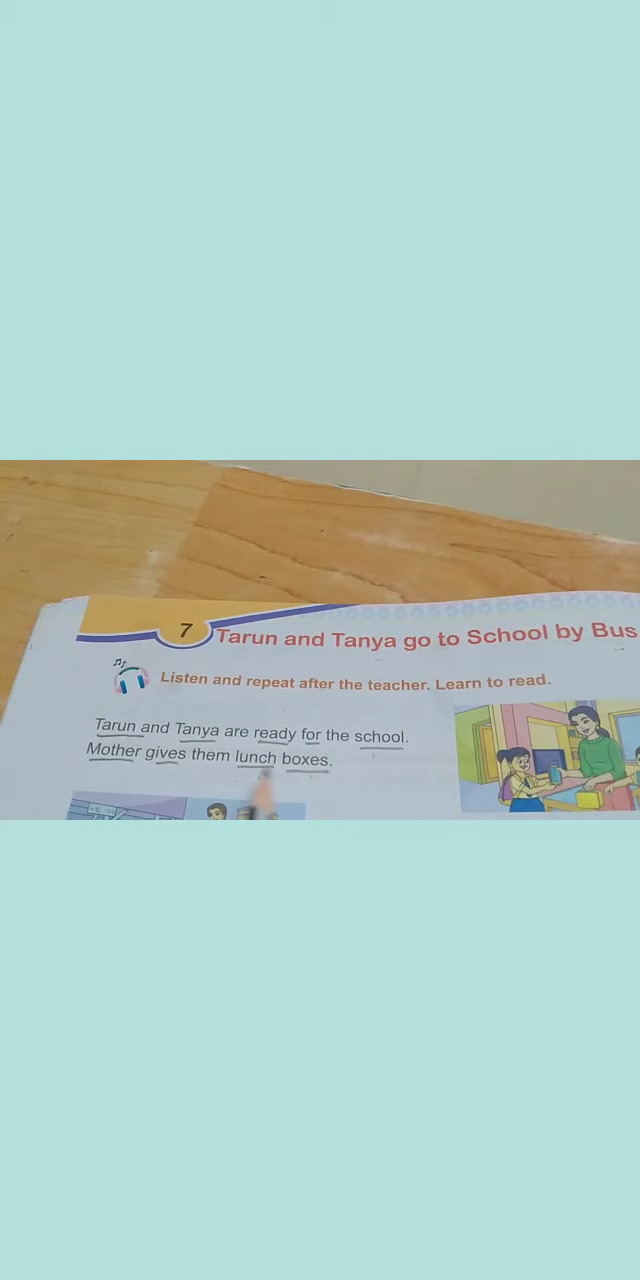 7
Tarun and Tanya go to School by Bus
Listen and repeat after the teacher. Learn to read.
Tarun and Tanya are ready for the school.
Mother gives them lunch boxes.